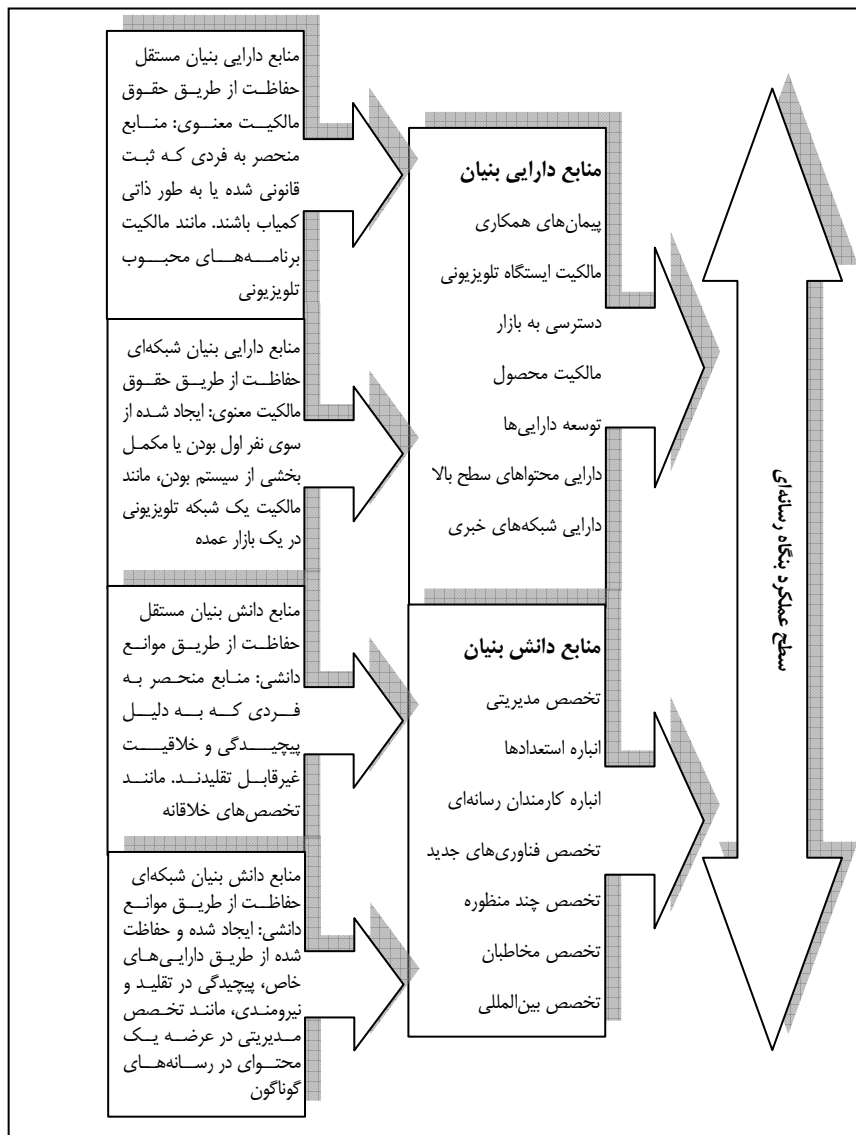 منابع دارایی بنیان مستقل
حفاظت از طریق حقوق
مالکیت معنوی: منابع
منحصر به فردی که ثبت
قانونی شده یا به طور ذاتی
کمیاب باشند. مانند مالکیت
برنامه‌های محبوب
تلویزیونی
منابع دارایی بنیان شبکه‌ای
حفاظت از طریق حقوق
مالکیت معنوی: ایجاد شده از
سوی نفر اول بودن یا مکمل
بخشی از سیستم بودن، مانند
مالکیت یک شبکه تلویزیونی
در یک بازار عمده
منابع دانش بنیان مستقل
حفاظت از طریق موانع
دانشی: منابع منحصر به
فردی که به دلیل
پیچیدگی و خلاقیت
غیرقابل تقلیدند. مانند
تخصص‌های خلاقانه
منابع دانش بنیان شبکه‌ای
حفاظت از طریق موانع
دانشی: ایجاد شده و حفاظت
شده از طریق دارایی‌های
خاص، پیچیدگی در تقلید و
نیرومندی، مانند تخصص
مدیریتی در عرضه یک
محتوای در رسانه‌های
گوناگون
منابع دارایی بنیان
پیمان‌های همکاری
مالکیت ایستگاه تلویزیونی
دسترسی به بازار
مالکیت محصول
توسعه دارایی‌ها
دارایی محتواهای سطح بالا
دارایی شبکه‌های خبری
منابع دانش بنیان
تخصص مدیریتی
انباره استعدادها
انباره کارمندان رسانه‌ای
تخصص فناوری‌های جدید
تخصص چند منظوره
تخصص مخاطبان
تخصص بین‌المللی
سطح عملکرد بنگاه رسانه‌ای